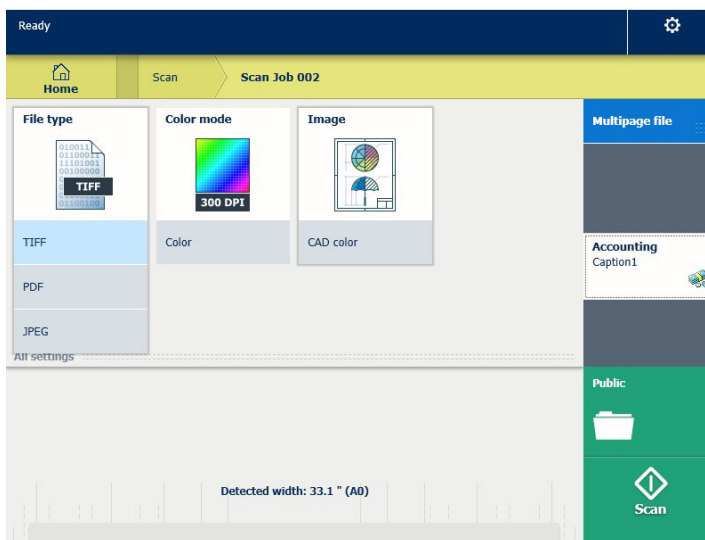 Ready
Home
Scan
Scan Job 002
File type
TIFF
TIFF
PDF
JPEG
Color mode
300 DPI
Color
Image
CAD color
All settings
Detected width: 33.1 " (A0)
Multipage file
Accounting
Caption1
Public
Scan